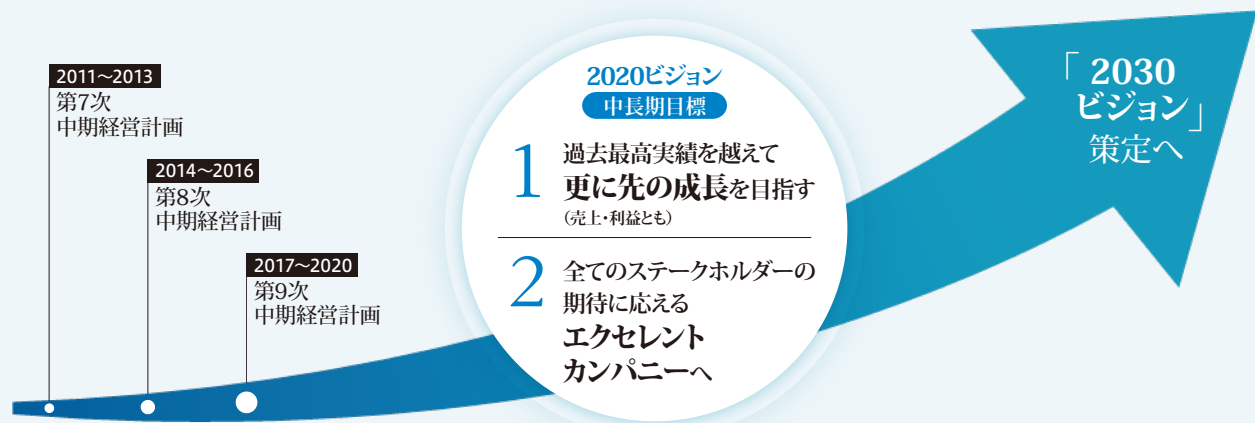 2011～2013
第7次
中期経営計画
2014～2016
第8次
中期経営計画
2017～2020
第9次
中期経営計画
2020ビジョン
中長期目標
1
過去最高実績を越えて
更に先の成長を目指す
（売上・利益とも）
2
全てのステークホルダーの
期待に応える
エクセレント
カンパニーへ
「2030
ビジョン」
策定へ